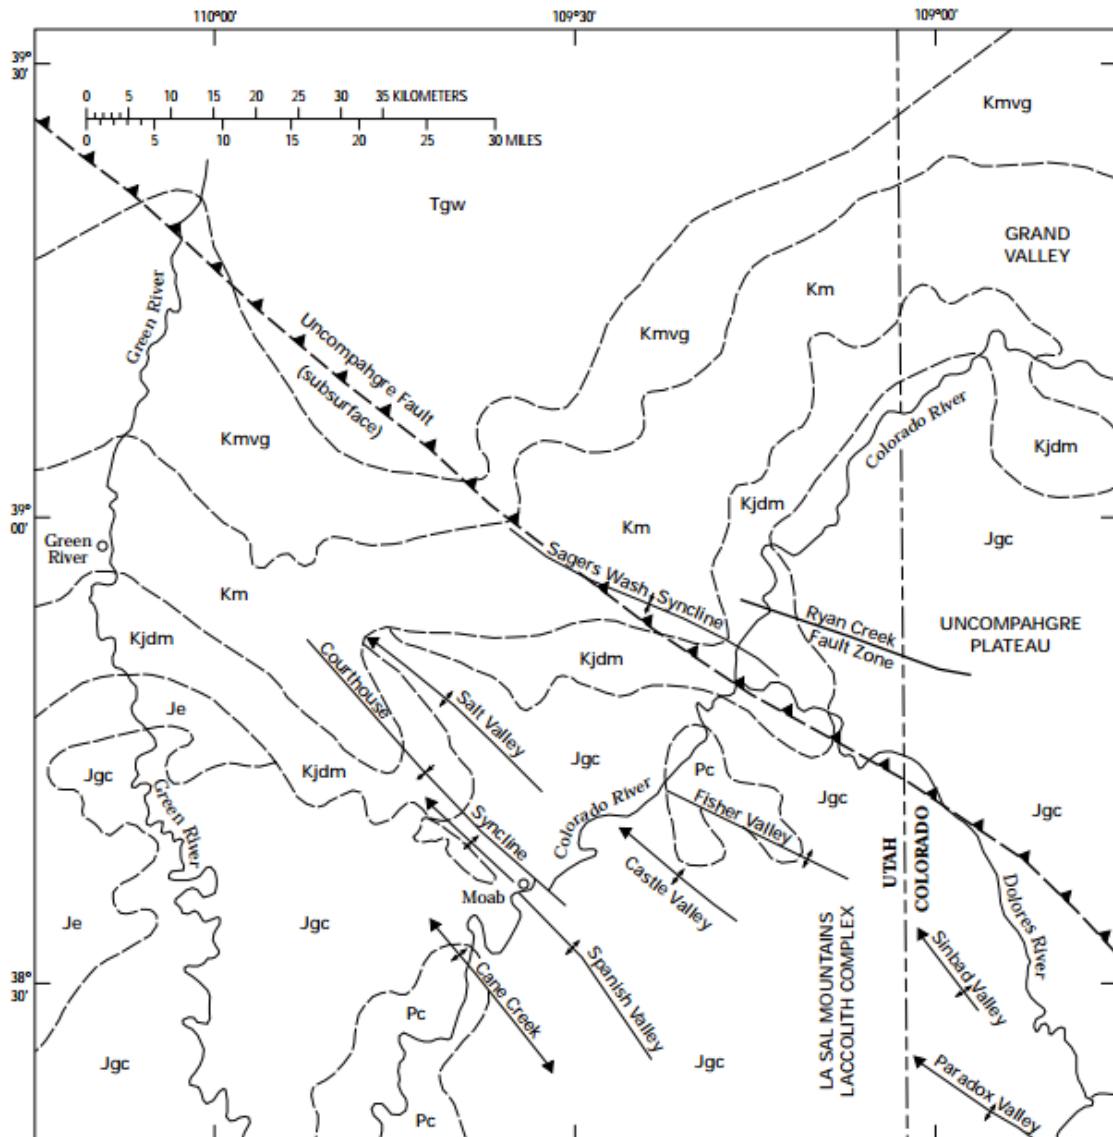 110°00'
109°30'
109°00'
39°
30'
0 5 10 15 20 25 30 35 KILOMETERS
0 5 10 15 20 25 30 MILES
Kmvg
Tgw
GRAND
VALLEY
Km
Green River
Kmvg
Uncompahgre Fault
(subsurface)
Colorado River
Kmvg
Kjdm
Kjdm
39°
00'
Km
Jgc
Green
River
Sagers Wash Syncline
Km
Ryan Creek
Fault Zone
UNCOMPAHGRE
PLATEAU
Kjdm
Courthouse
Kjdm
Je
Salt Valley
Jgc
Kjdm
Jgc
Pc
Jgc
Jgc
Green River
Syncline
Colorado River
Fisher Valley
UTAH
COLORADO
Moab
Castle Valley
Dolores River
Je
Jgc
Sinbad Valley
38°
30'
Cane Creek
Spanish Valley
LA SAL MOUNTAINS
LACCOLITH COMPLEX
Pc
Jgc
Jgc
Paradox Valley
Pc